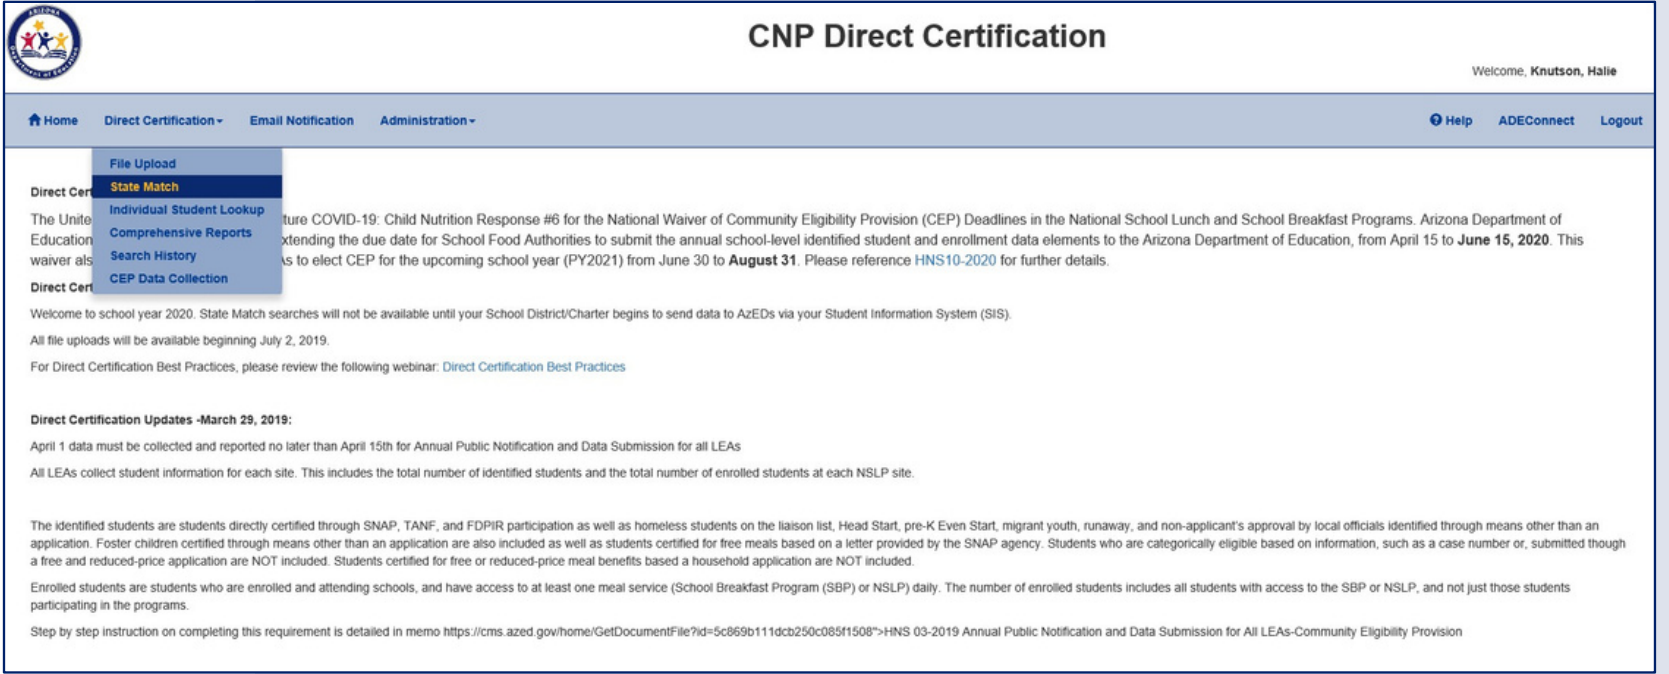 ARIZONA
Department of Education
CNP Direct Certification
Welcome, Knutson, Halie
Home Direct Certification Email Notification Administration Help ADEConnect Logout
File Upload
State Match
Individual Student Lookup
Comprehensive Reports
Search History
CEP Data Collection
Direct Cert
The Unite ture COVID-19: Child Nutrition Response #6 for the National Waiver of Community Eligibility Provision (CEP) Deadlines in the National School Lunch and School Breakfast Programs. Arizona Department of
Education xtending the due date for School Food Authorities to submit the annual school-level identified student and enrollment data elements to the Arizona Department of Education, from April 15 to June 15, 2020. This
waiver als s to elect CEP for the upcoming school year (PY2021) from June 30 to August 31. Please reference HNS10-2020 for further details.
Direct Cert
Welcome to school year 2020. State Match searches will not be available until your School District/Charter begins to send data to AzEDs via your Student Information System (SIS).
All file uploads will be available beginning July 2, 2019.
For Direct Certification Best Practices, please review the following webinar: Direct Certification Best Practices
Direct Certification Updates -March 29, 2019:
April 1 data must be collected and reported no later than April 15th for Annual Public Notification and Data Submission for all LEAs
All LEAs collect student information for each site. This includes the total number of identified students and the total number of enrolled students at each NSLP site.
The identified students are students directly certified through SNAP, TANF, and FDPIR participation as well as homeless students on the liaison list, Head Start, pre-K Even Start, migrant youth, runaway, and non-applicant's approval by local officials identified through means other than an
application. Foster children certified through means other than an application are also included as well as students certified for free meals based on a letter provided by the SNAP agency. Students who are categorically eligible based on information, such as a case number or, submitted though
a free and reduced-price application are NOT included. Students certified for free or reduced-price meal benefits based a household application are NOT included.
Enrolled students are students who are enrolled and attending schools, and have access to at least one meal service (School Breakfast Program (SBP) or NSLP) daily. The number of enrolled students includes all students with access to the SBP or NSLP, and not just those students
participating in the programs.
Step by step instruction on completing this requirement is detailed in memo https://cms.azed.gov/home/GetDocumentFile?id=5c869b111dcb250c085f1508">HNS 03-2019 Annual Public Notification and Data Submission for All LEAs-Community Eligibility Provision